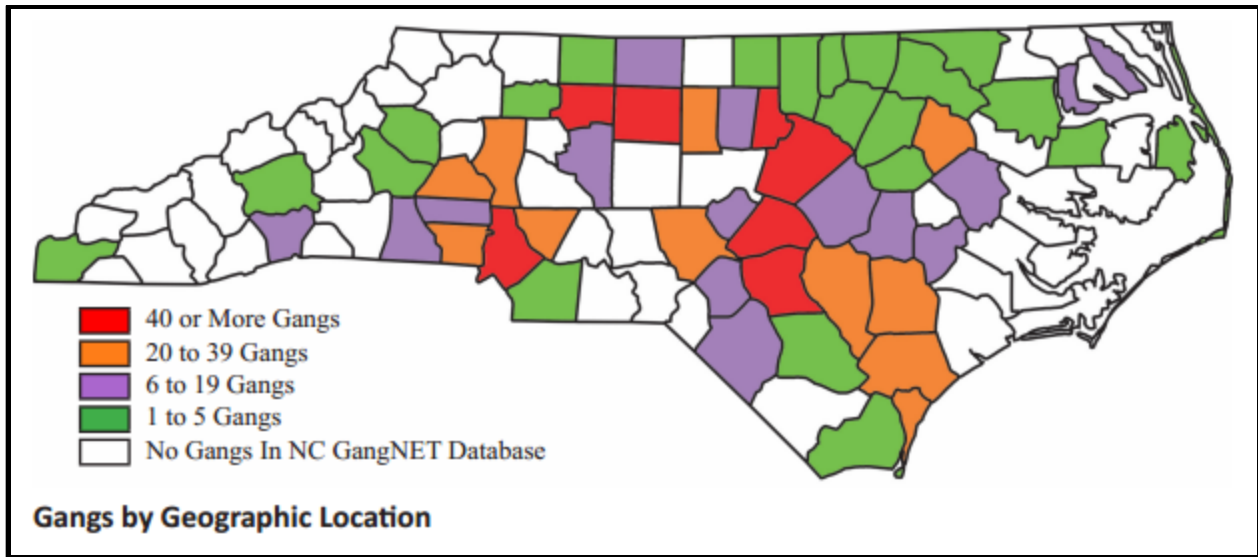 40 or More Gangs
20 to 39 Gangs
6 to 19 Gangs
1 to 5 Gangs
No Gangs In NC GangNET Database
Gangs by Geographic Location